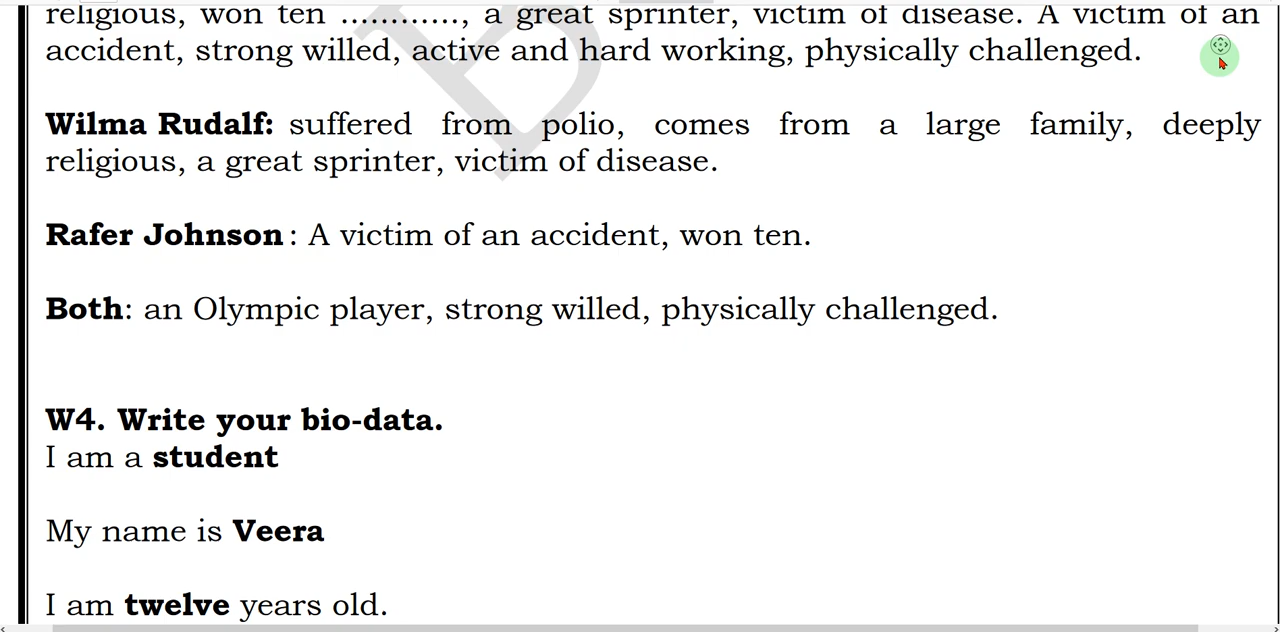 religious, won ten ............, a great sprinter, victim of disease. A victim of an
accident, strong willed, active and hard working, physically challenged.
Wilma Rudalf: suffered from polio, comes from a large family, deeply
religious, a great sprinter, victim of disease.
Rafer Johnson : A victim of an accident, won ten.
Both: an Olympic player, strong willed, physically challenged.
W4. Write your bio-data.
I am a student
My name is Veera
I am twelve years old.